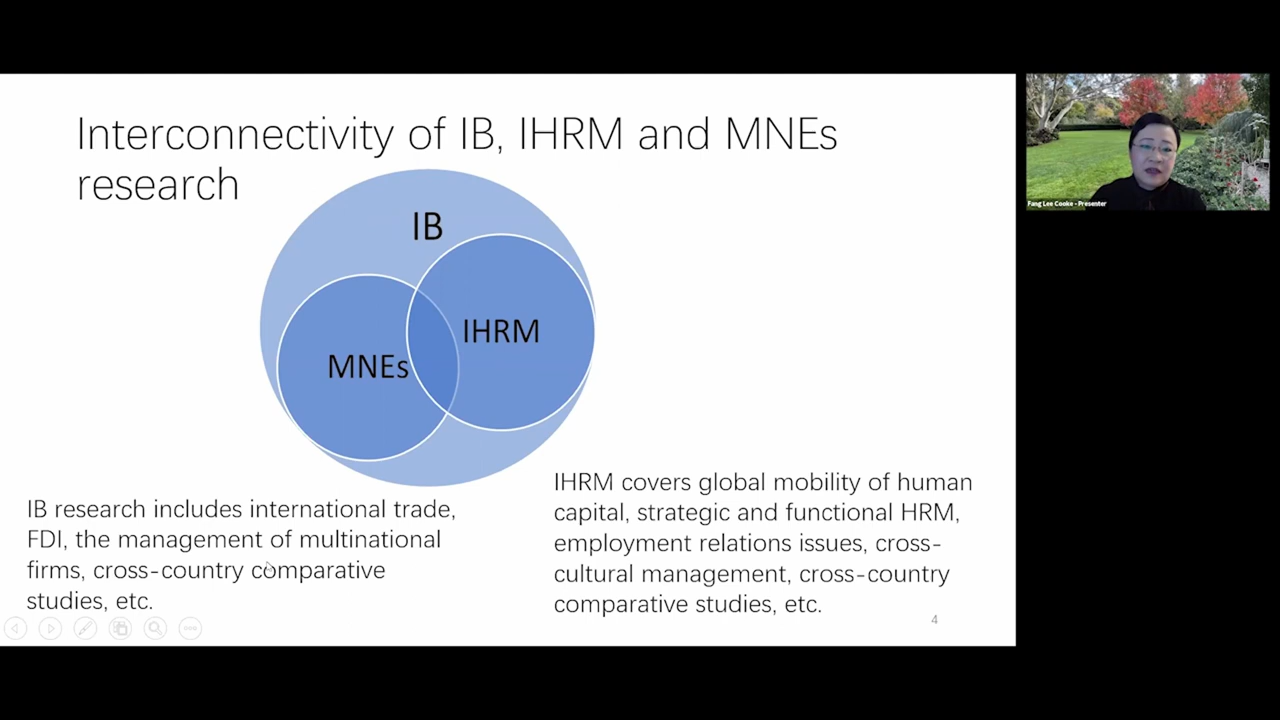 Interconnectivity of IB, IHRM and MNEs
research
IB
IHRM
MNEs
IB research includes international trade,
FDI, the management of multinational
firms, cross-country comparative
studies, etc.
IHRM covers global mobility of human
capital, strategic and functional HRM,
employment relations issues, cross-
cultural management, cross-country
comparative studies, etc.
4
Fang Lee Cooke - Presenter